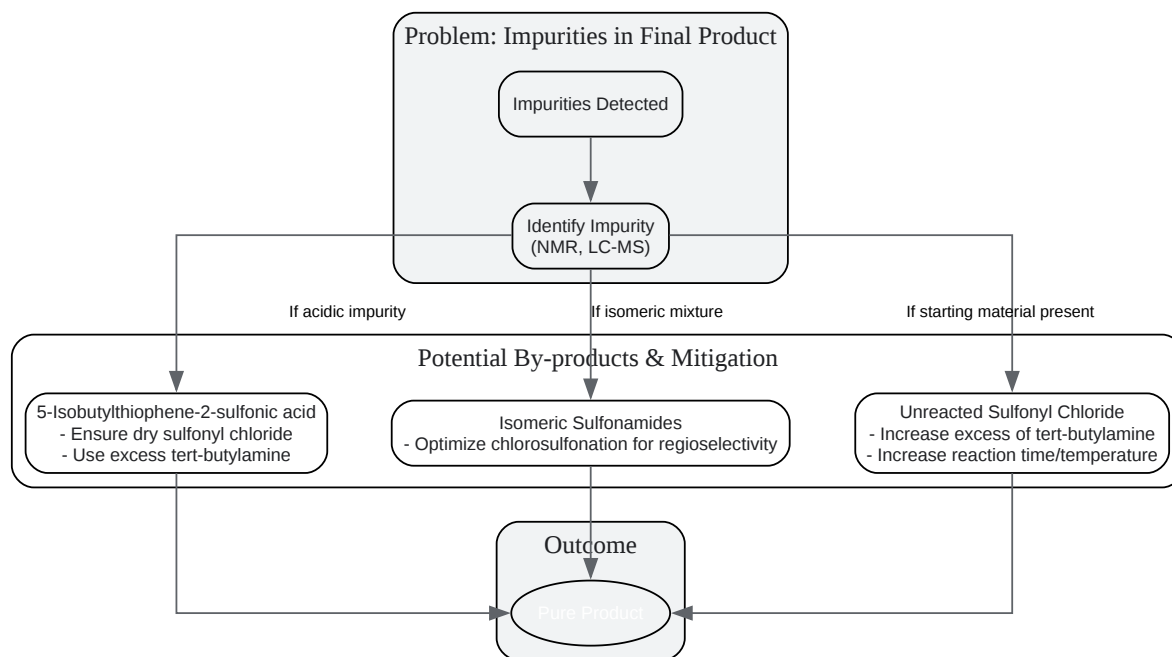 Problem: Impurities in Final Product
Impurities Detected
Identify Impurity
(NMR, LC-MS)
If acidic impurity
If isomeric mixture
If starting material present
Potential By-products & Mitigation
5-Isobutylthiophene-2-sulfonic acid
- Ensure dry sulfonyl chloride
- Use excess tert-butylamine
Isomeric Sulfonamides
- Optimize chlorosulfonation for regioselectivity
Unreacted Sulfonyl Chloride
- Increase excess of tert-butylamine
- Increase reaction time/temperature
Outcome
Pure Product